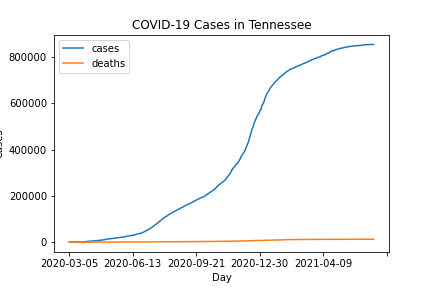 COVID-19 Cases in Tennessee
cases
deaths
800000
600000
400000
200000
0
Cases
2020-03-05 2020-06-13 2020-09-21 2020-12-30 2021-04-09
Day